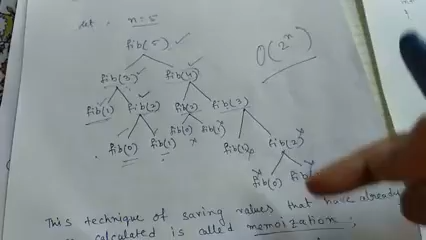 let, n = 5
fib(5)
O(2^n)
fib(3) fib(4)
fib(1) fib(2) fib(2) fib(3)
fib(0) fib(1) fib(0) fib(1) fib(1) fib(2)
fib(0)
This technique of saving values that have already
calculated is called memoization;